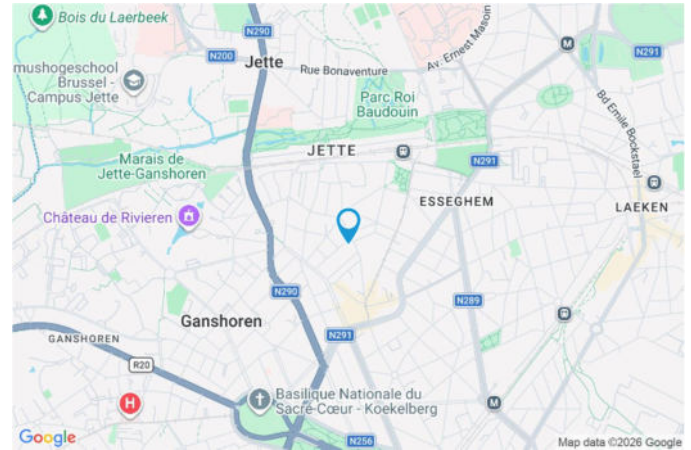 Bois du Laerbeek
N290
N200
Jette
Av. Ernest Masoin
M
N291
Rue Bonaventure
mushogeschool
Brussel -
Campus Jette
Parc Roi
Baudouin
Bd Emile Bockstael
Marais de
Jette-Ganshoren
JETTE
N291
ESSEGHEM
LAEKEN
Château de Rivieren
N290
N289
Ganshoren
GANSHOREN
N291
R20
H
Basilique Nationale du
Sacré-Cœur - Koekelberg
M
N256
Google
Map data ©2026 Google